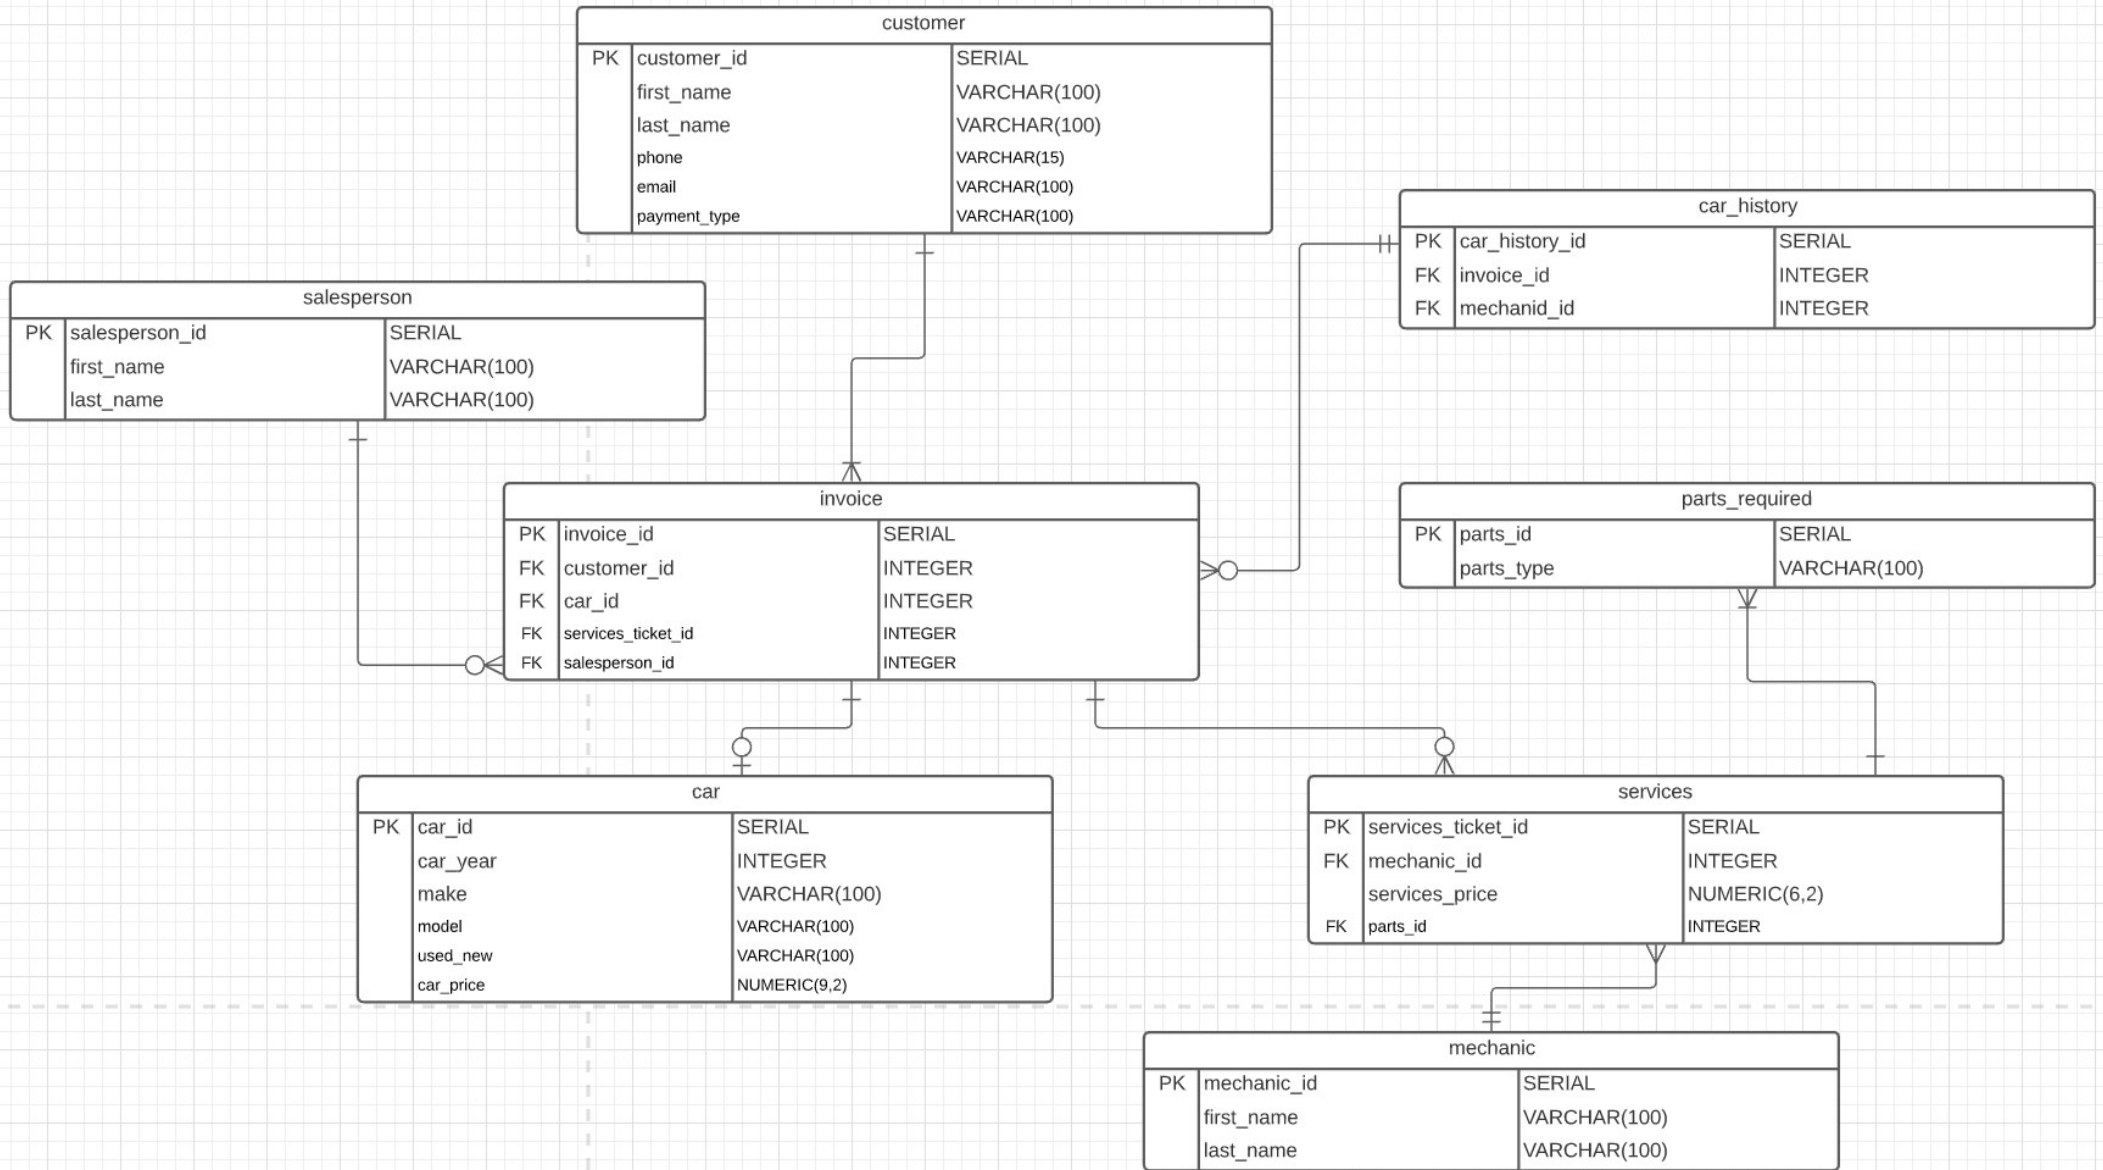 customer
PK customer_id SERIAL
first_name VARCHAR(100)
last_name VARCHAR(100)
phone VARCHAR(15)
email VARCHAR(100)
payment_type VARCHAR(100)
car_history
PK car_history_id SERIAL
FK invoice_id INTEGER
FK mechanid_id INTEGER
salesperson
PK salesperson_id SERIAL
first_name VARCHAR(100)
last_name VARCHAR(100)
invoice
PK invoice_id SERIAL
FK customer_id INTEGER
FK car_id INTEGER
FK services_ticket_id INTEGER
FK salesperson_id INTEGER
parts_required
PK parts_id SERIAL
parts_type VARCHAR(100)
car
PK car_id SERIAL
car_year INTEGER
make VARCHAR(100)
model VARCHAR(100)
used_new VARCHAR(100)
car_price NUMERIC(9,2)
services
PK services_ticket_id SERIAL
FK mechanic_id INTEGER
services_price NUMERIC(6,2)
FK parts_id INTEGER
mechanic
PK mechanic_id SERIAL
first_name VARCHAR(100)
last_name VARCHAR(100)